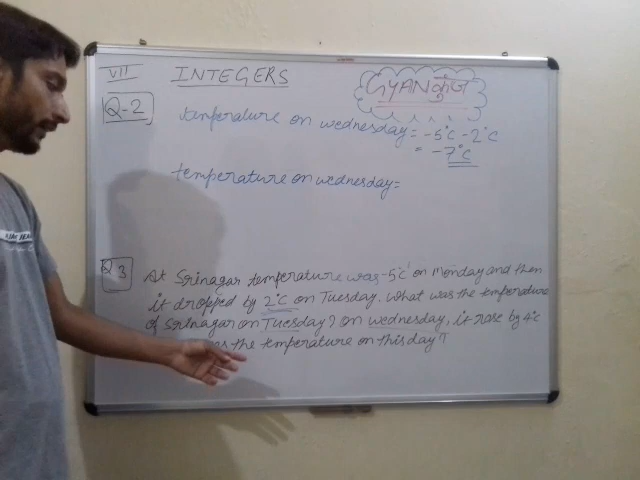 VII
INTEGERS
GYANकुंज
Q-2
temperature on wednesday = -5°C - 2°C
= -7°C
temperature on wednesday =
Q 3
At Srinagar temperature was -5°C on Monday and then
it dropped by 2°C on Tuesday. What was the temperature
of Srinagar on Tuesday? on wednesday, it rose by 4°C
the temperature on this day?